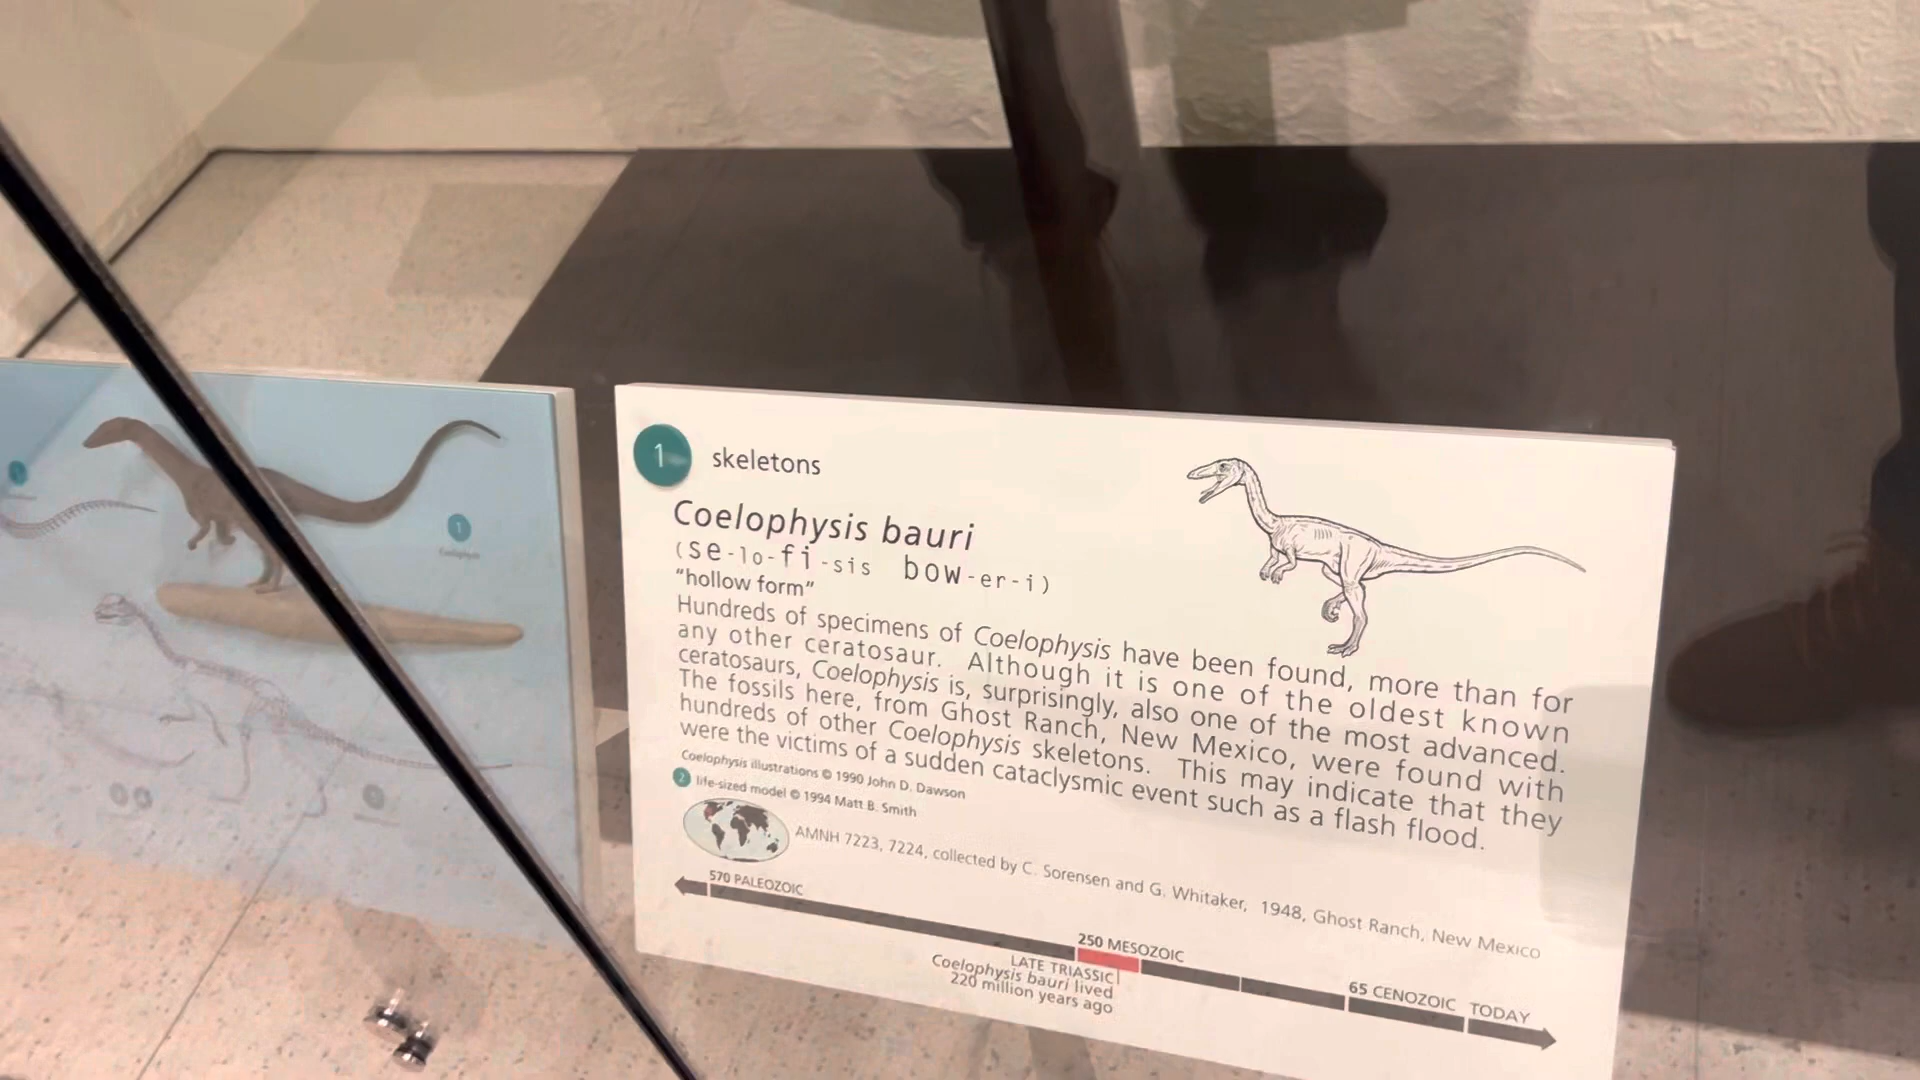 1 skeletons
Coelophysis bauri
(se-lo-fi-sis bow-er-i)
“hollow form”
Hundreds of specimens of Coelophysis have been found, more than for
any other ceratosaur. Although it is one of the oldest known
ceratosaurs, Coelophysis is, surprisingly, also one of the most advanced.
The fossils here, from Ghost Ranch, New Mexico, were found with
hundreds of other Coelophysis skeletons. This may indicate that they
were the victims of a sudden cataclysmic event such as a flash flood.
Coelophysis illustrations © 1990 John D. Dawson
2 life-sized model © 1994 Matt B. Smith
AMNH 7223, 7224, collected by C. Sorensen and G. Whitaker, 1948, Ghost Ranch, New Mexico
570 PALEOZOIC
250 MESOZOIC
65 CENOZOIC TODAY
LATE TRIASSIC
Coelophysis bauri lived
220 million years ago
1